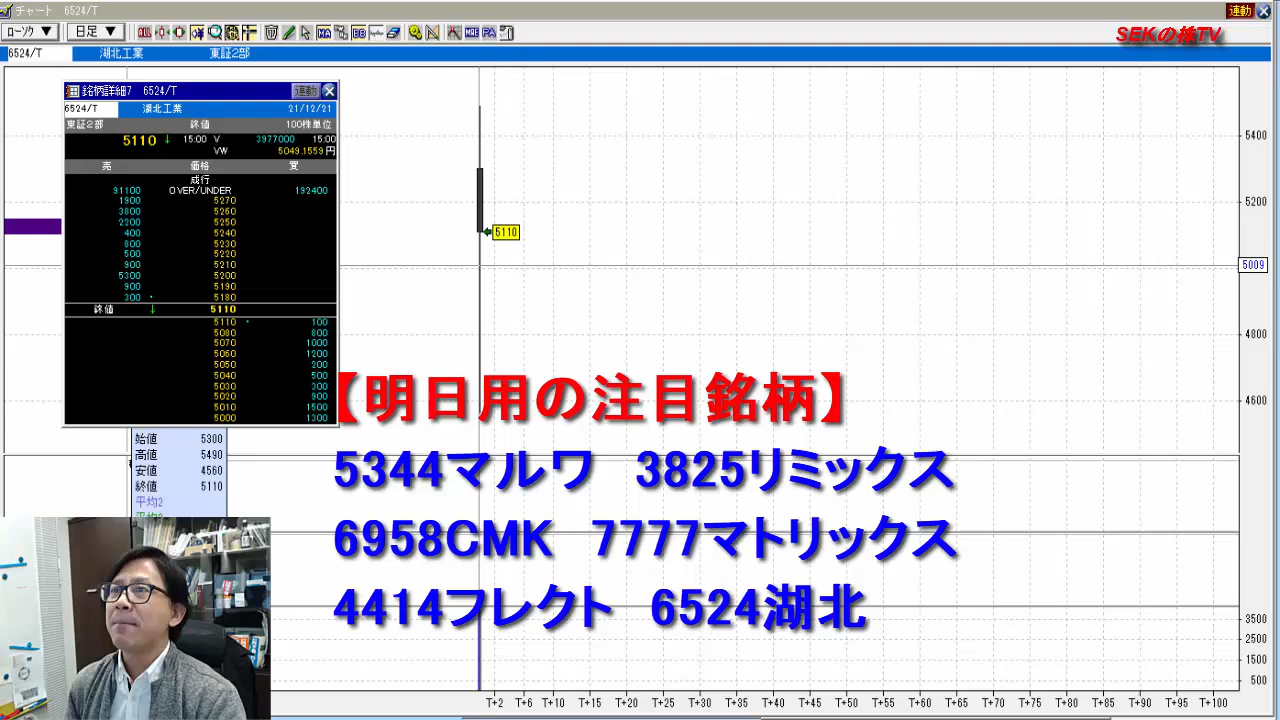 チャート 6524/T
連動
ローソク ▼ 日足 ▼
SEKの株TV
6524/T 湖北工業 東証2部
銘柄詳細7 6524/T 連動
6524/T 湖北工業 21/12/21
東証2部 終値 100株単位
5110 ↓ 15:00 V 3977000 15:00
VW 5049.1559 円
売 価格 買
成行
91100 OVER/UNDER 192400
1900 5270
3800 5260
2200 5250
400 5240
800 5230
500 5220
900 5210
5300 5200
900 5190
300 5180
終値 ↓ 5110
5110 100
5080 800
5070 1000
5060 1200
5050 200
5040 500
5030 300
5020 900
5010 1500
5000 1300
始値 5300
高値 5490
安値 4560
終値 5110
平均2
5110
5400
5200
5009
4800
4600
【明日用の注目銘柄】
5344マルワ 3825リミックス
6958CMK 7777マトリックス
4414フレクト 6524湖北
3500
2500
1500
500
T+2 T+6 T+10 T+15 T+20 T+25 T+30 T+35 T+40 T+45 T+50 T+55 T+60 T+65 T+70 T+75 T+80 T+85 T+90 T+95 T+100